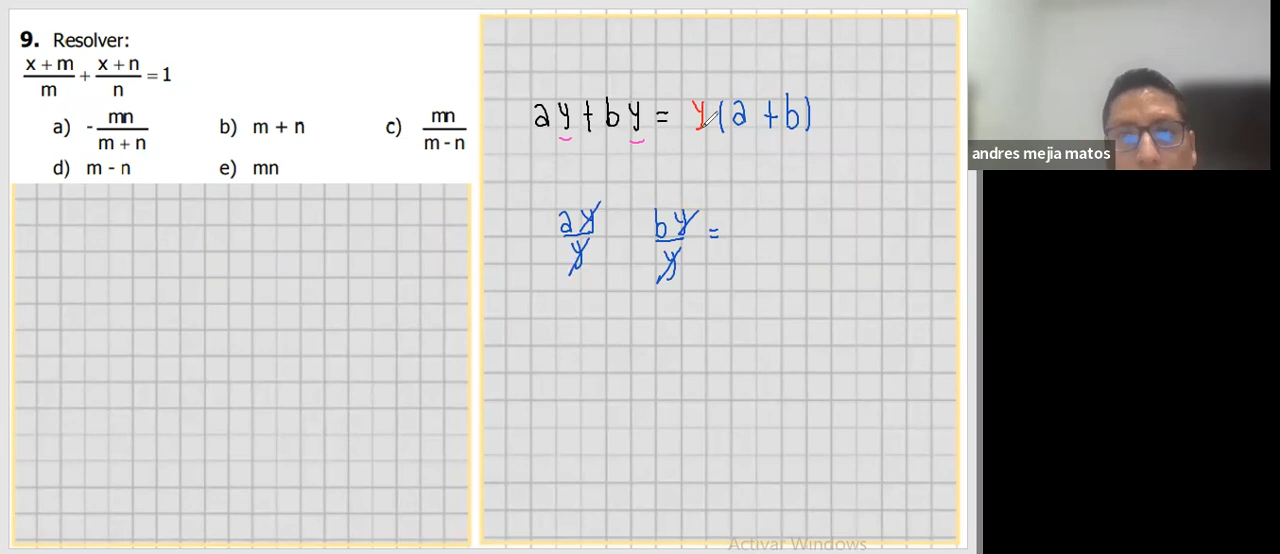 9. Resolver:
x + m / m + x + n / n = 1
a) - mn / m + n b) m + n c) mn / m - n
d) m - n e) mn
ay + by = y(a + b)
ay / y by / y =
andres mejia matos
Activar Windows